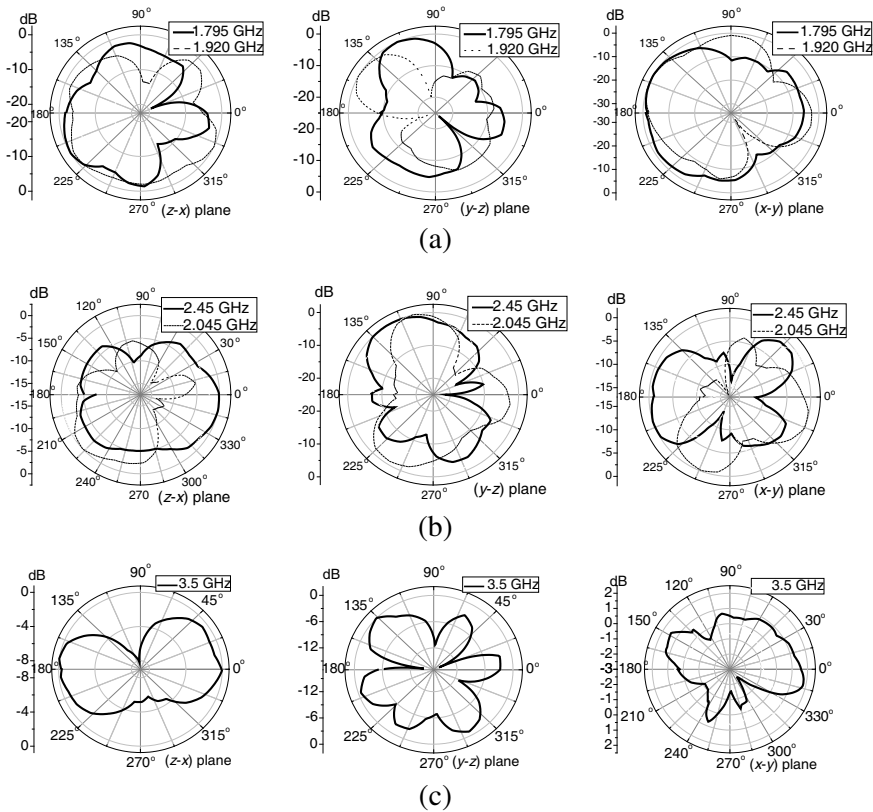 dB 90° 1.795 GHz 1.920 GHz
0 -10 -20 -20 -10 0
135° 180° 225° 270° 315° 0°
(z-x) plane
dB 90° 1.795 GHz 1.920 GHz
0 -10 -20 -20 -10 0
135° 180° 225° 270° 315° 0°
(y-z) plane
90° 1.795 GHz 1.920 GHz
0 -10 -20 -30 -30 -20 -10 0
135° 180° 225° 270° 315° 0°
(x-y) plane
(a)
dB 90° 2.45 GHz 2.045 GHz
0 -5 -10 -15 -15 -10 -5 0
120° 150° 180° 210° 240° 270 300° 330° 0° 30°
(z-x) plane
dB 90° 2.45 GHz 2.045 GHz
0 -10 -20 -20 -10 0
135° 180° 225° 270° 315° 0°
(y-z) plane
dB 90° 2.45 GHz 2.045 GHz
0 -5 -10 -15 -15 -10 -5 0
135° 180° 225° 270° 315° 0°
(x-y) plane
(b)
dB 90° 3.5 GHz
0 -4 -8 -8 -4 0
135° 180° 225° 270° 315° 0° 45°
(z-x) plane
dB 90° 3.5 GHz
0 -6 -12 -12 -6 0
135° 180° 225° 270° 315° 0° 45°
(y-z) plane
dB 90° 3.5 GHz
2 1 0 -1 -2 -3 -2 -1 0 1 2
120° 150° 180° 210° 240° 270° 300° 330° 0° 30°
(x-y) plane
(c)